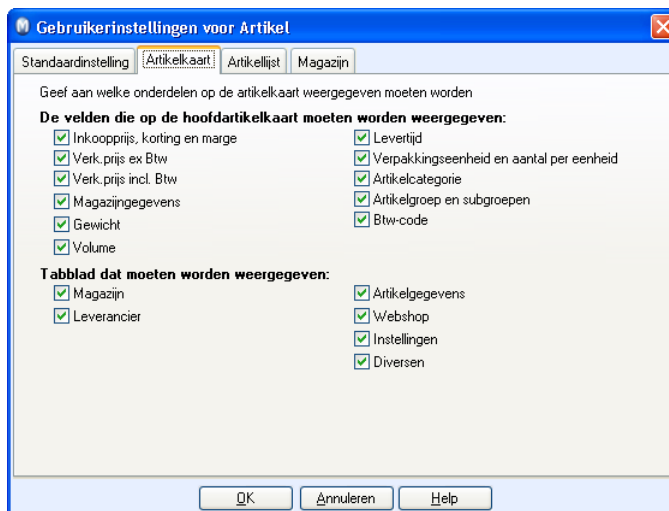 Gebruikerinstellingen voor Artikel
Standaardinstelling Artikelkaart Artikellijst Magazijn
Geef aan welke onderdelen op de artikelkaart weergegeven moeten worden
De velden die op de hoofdartikelkaart moeten worden weergegeven:
Inkoopprijs, korting en marge Levertijd
Verk.prijs ex Btw Verpakkingseenheid en aantal per eenheid
Verk.prijs incl. Btw Artikelcategorie
Magazijngegevens Artikelgroep en subgroepen
Gewicht Btw-code
Volume
Tabblad dat moeten worden weergegeven:
Magazijn Artikelgegevens
Leverancier Webshop
Instellingen
Diversen
OK Annuleren Help